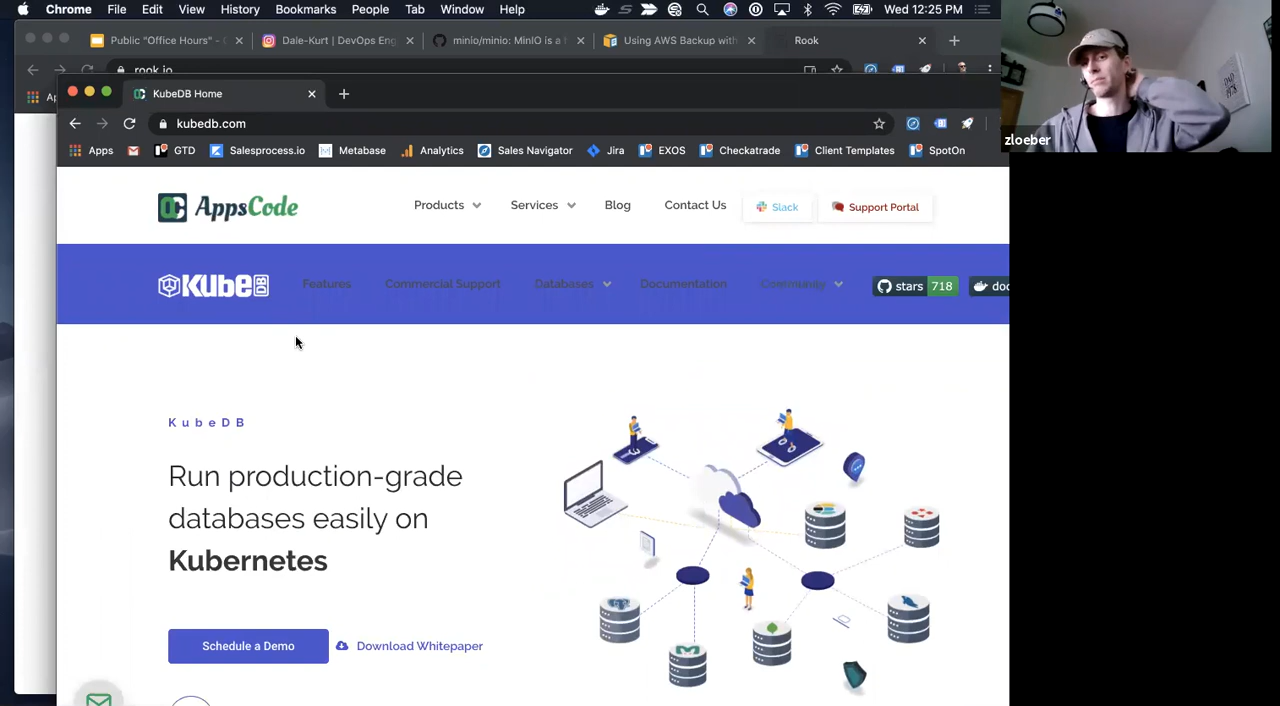 Chrome File Edit View History Bookmarks People Tab Window Help Wed 12:25 PM
Public "Office Hours" - Dale-Kurt | DevOps Eng minio/minio: MinIO is a Using AWS Backup with Rook
rook.io
KubeDB Home
zloeber
kubedb.com
Apps GTD Salesprocess.io Metabase Analytics Sales Navigator Jira EXOS Checkatrade Client Templates SpotOn
AppsCode Products Services Blog Contact Us Slack Support Portal
KubeDB Features Commercial Support Databases Documentation Community stars 718 doc
KubeDB
Run production-grade
databases easily on
Kubernetes
Schedule a Demo Download Whitepaper